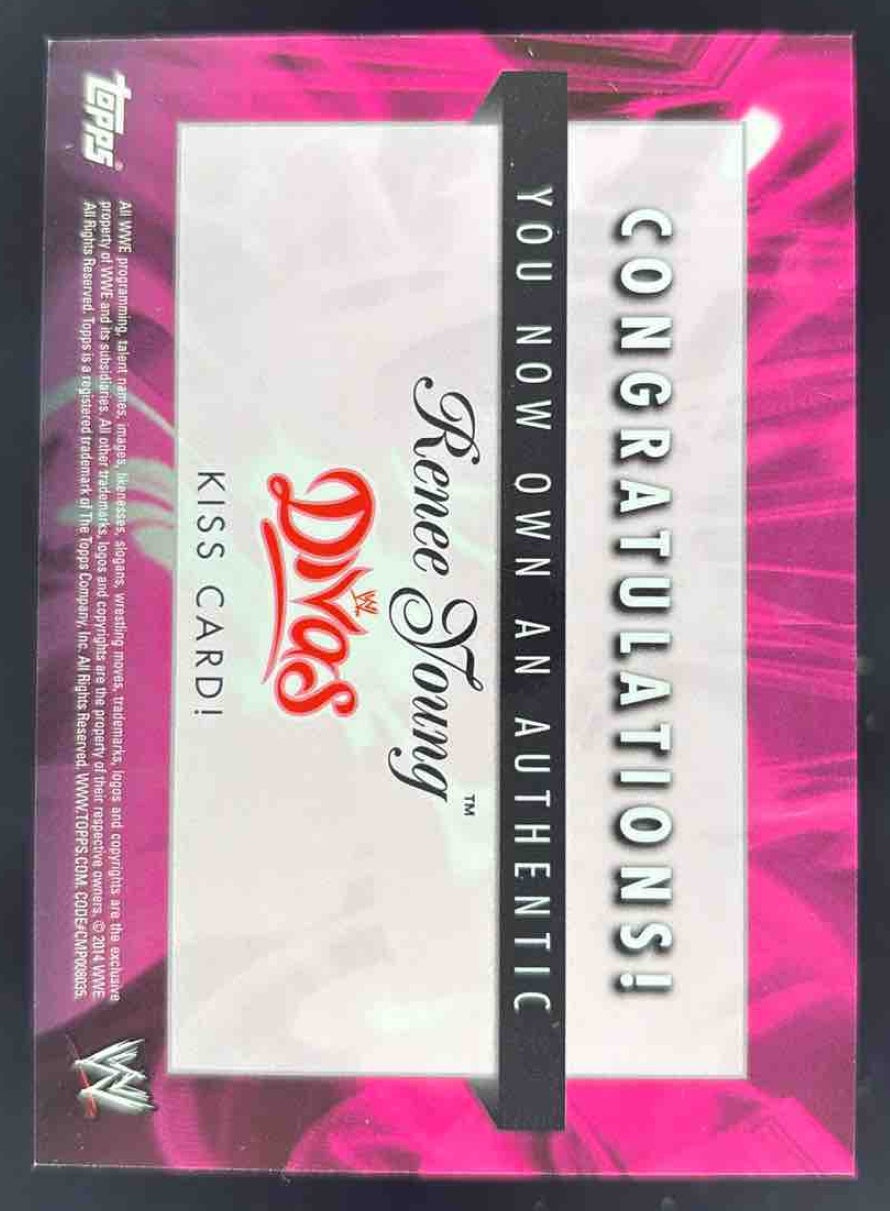 CONGRATULATIONS!
YOU NOW OWN AN AUTHENTIC
Renee Young™
DIVAS
KISS CARD!
topps®
All WWE programming, talent names, images, likenesses, slogans, wrestling moves, trademarks, logos and copyrights are the exclusive
property of WWE and its subsidiaries. All other trademarks, logos and copyrights are the property of their respective owners. © 2014 WWE
All Rights Reserved. Topps is a registered trademark of The Topps Company, Inc. All Rights Reserved. WWW.TOPPS.COM. CODE#CMP008035.
W